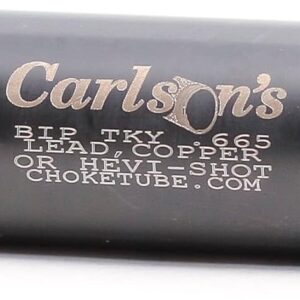 Carlson's
BIP TKY .665
LEAD, COPPER
OR HEVI-SHOT
CHOKETUBE.COM